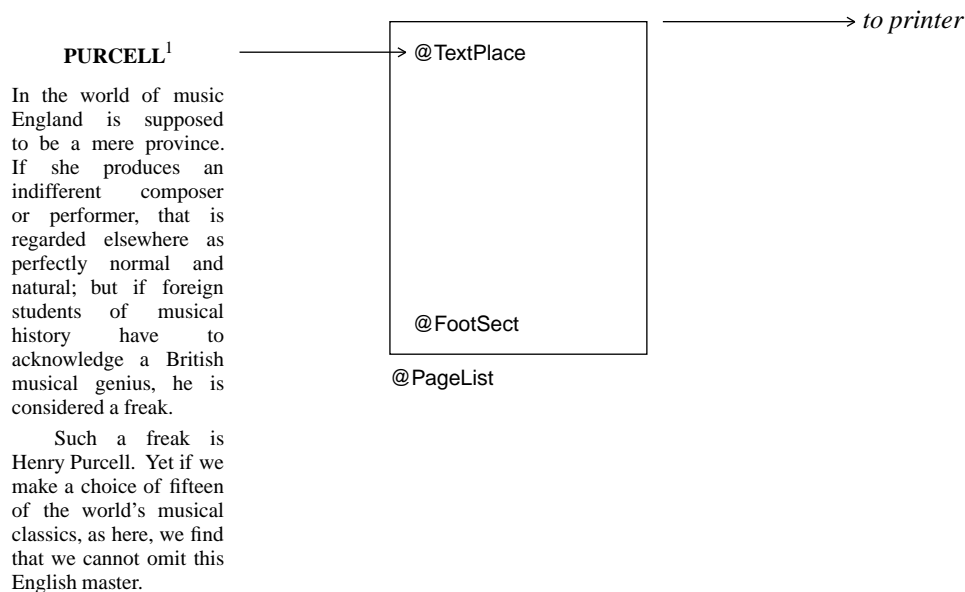 to printer
PURCELL1
@TextPlace
In the world of music
England is supposed
to be a mere province.
If she produces an
indifferent composer
or performer, that is
regarded elsewhere as
perfectly normal and
natural; but if foreign
students of musical
history have to
acknowledge a British
musical genius, he is
considered a freak.
Such a freak is
Henry Purcell. Yet if we
make a choice of fifteen
of the world's musical
classics, as here, we find
that we cannot omit this
English master.
@FootSect
@PageList